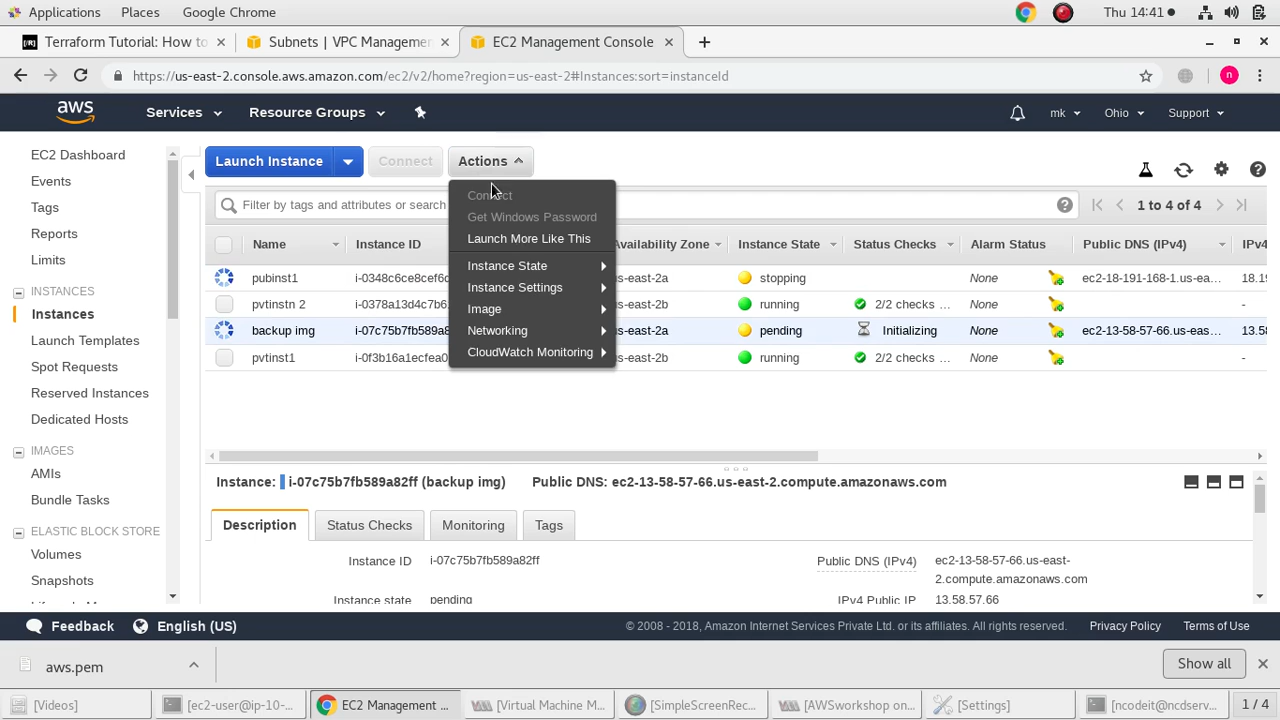 Applications Places Google Chrome Thu 14:41
[/R] Terraform Tutorial: How to Subnets | VPC Managemen EC2 Management Console
https://us-east-2.console.aws.amazon.com/ec2/v2/home?region=us-east-2#Instances:sort=instanceId n
aws Services Resource Groups mk Ohio Support
EC2 Dashboard
Events
Tags
Reports
Limits
INSTANCES
Instances
Launch Templates
Spot Requests
Reserved Instances
Dedicated Hosts
IMAGES
AMIs
Bundle Tasks
ELASTIC BLOCK STORE
Volumes
Snapshots
Launch Instance Connect Actions
Connect
Get Windows Password
Launch More Like This
Instance State
Instance Settings
Image
Networking
CloudWatch Monitoring
Filter by tags and attributes or search 1 to 4 of 4
Name Instance ID Availability Zone Instance State Status Checks Alarm Status Public DNS (IPv4) IPv4
pubinst1 i-0348c6ce8cef6c us-east-2a stopping None ec2-18-191-168-1.us-ea... 18.19
pvtinstn 2 i-0378a13d4c7b6 us-east-2b running 2/2 checks ... None -
backup img i-07c75b7fb589a8 us-east-2a pending Initializing None ec2-13-58-57-66.us-eas... 13.58
pvtinst1 i-0f3b16a1ecfea0 us-east-2b running 2/2 checks ... None -
Instance: i-07c75b7fb589a82ff (backup img) Public DNS: ec2-13-58-57-66.us-east-2.compute.amazonaws.com
Description Status Checks Monitoring Tags
Instance ID i-07c75b7fb589a82ff Public DNS (IPv4) ec2-13-58-57-66.us-east-
2.compute.amazonaws.com
Instance state pending IPv4 Public IP 13.58.57.66
Feedback English (US) © 2008 - 2018, Amazon Internet Services Private Ltd. or its affiliates. All rights reserved. Privacy Policy Terms of Use
aws.pem Show all
[Videos] [ec2-user@ip-10-... EC2 Management ... [Virtual Machine M... [SimpleScreenRec... [AWSworkshop on... [Settings] [ncodeit@ncdserv... 1 / 4